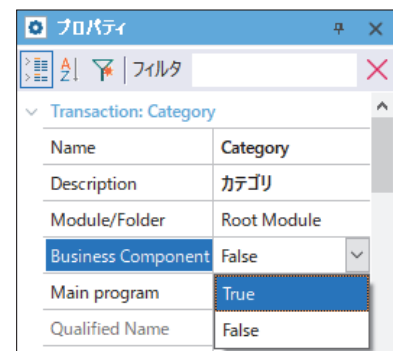 プロパティ
フィルタ
Transaction: Category
Name Category
Description カテゴリ
Module/Folder Root Module
Business Component False
Main program True
Qualified Name False